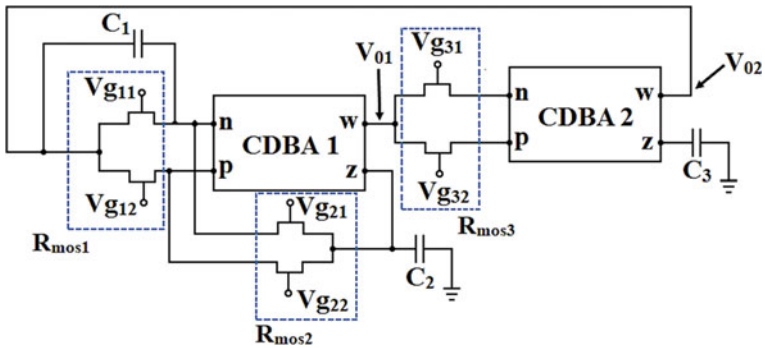 C₁
Vg₁₁
Vg₁₂
Rmos1
n
p
CDBA 1
w
z
Vg₂₁
Vg₂₂
Rmos2
C₂
V₀₁
Vg₃₁
Vg₃₂
Rmos3
n
p
CDBA 2
w
z
V₀₂
C₃